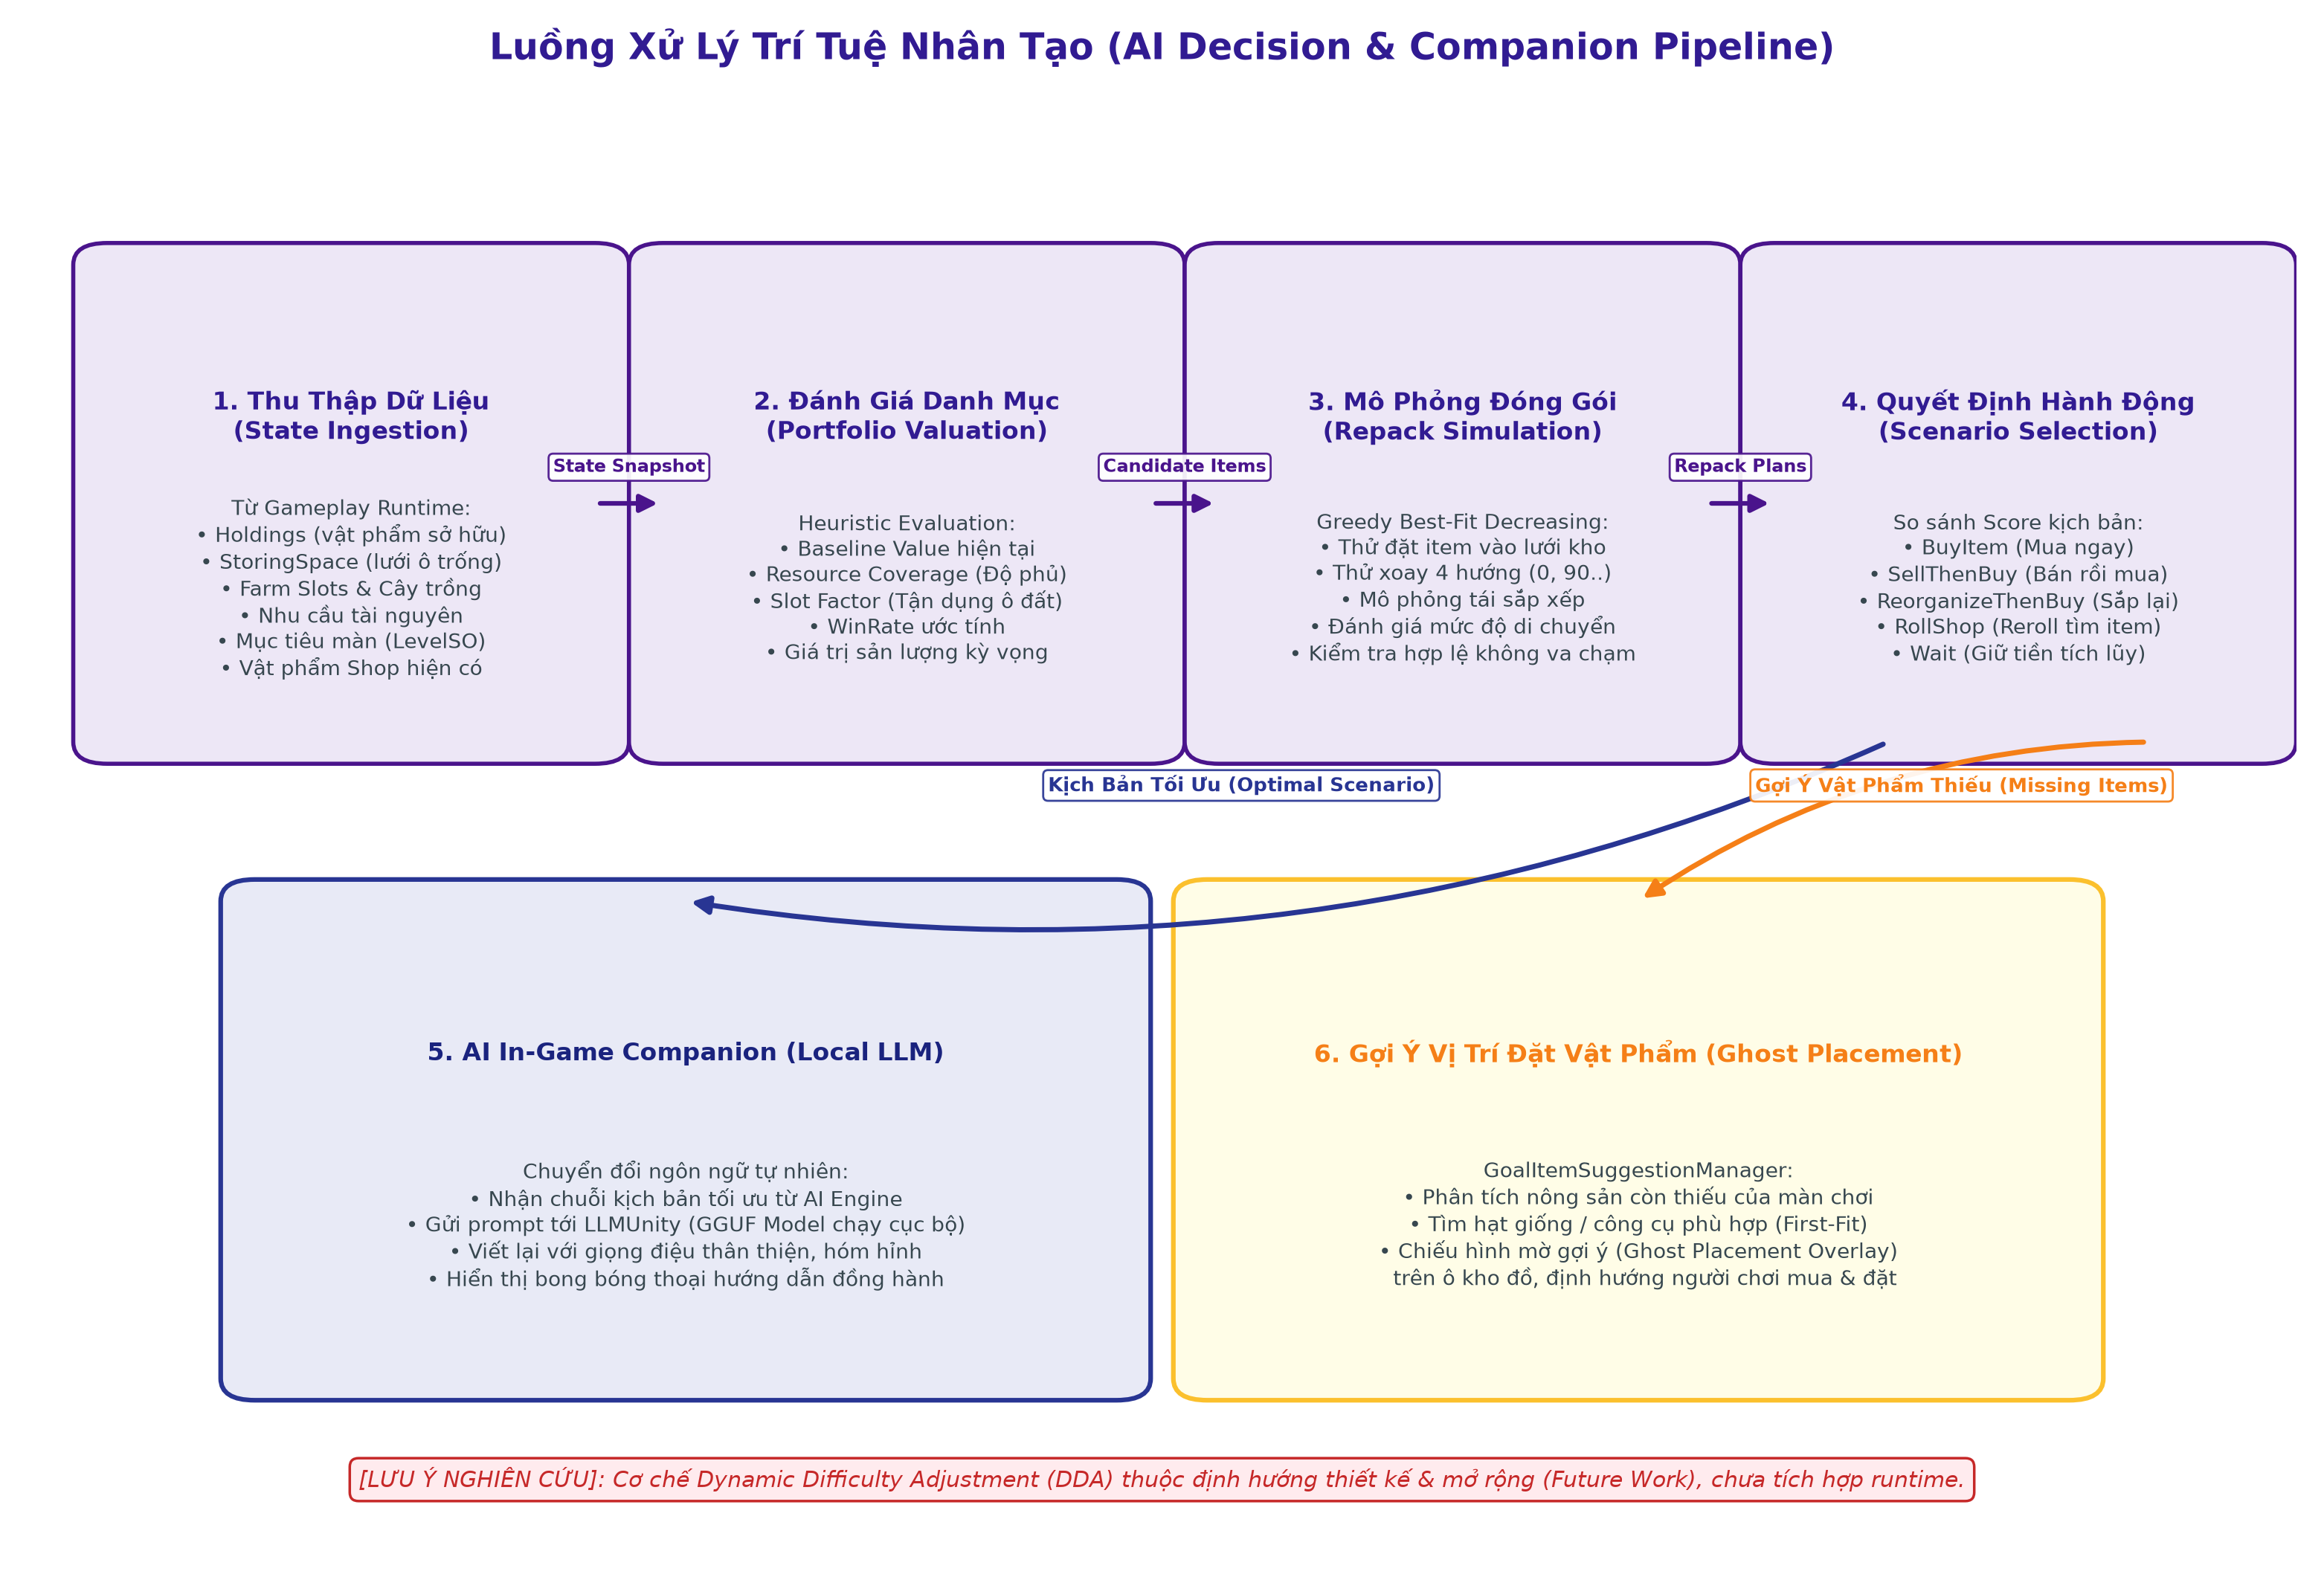 Luồng Xử Lý Trí Tuệ Nhân Tạo (AI Decision & Companion Pipeline)
1. Thu Thập Dữ Liệu
(State Ingestion)
Từ Gameplay Runtime:
• Holdings (vật phẩm sở hữu)
• StoringSpace (lưới ô trống)
• Farm Slots & Cây trồng
• Nhu cầu tài nguyên
• Mục tiêu màn (LevelSO)
• Vật phẩm Shop hiện có
State Snapshot
2. Đánh Giá Danh Mục
(Portfolio Valuation)
Heuristic Evaluation:
• Baseline Value hiện tại
• Resource Coverage (Độ phủ)
• Slot Factor (Tận dụng ô đất)
• WinRate ước tính
• Giá trị sản lượng kỳ vọng
Candidate Items
3. Mô Phỏng Đóng Gói
(Repack Simulation)
Greedy Best-Fit Decreasing:
• Thử đặt item vào lưới kho
• Thử xoay 4 hướng (0, 90..)
• Mô phỏng tái sắp xếp
• Đánh giá mức độ di chuyển
• Kiểm tra hợp lệ không va chạm
Repack Plans
4. Quyết Định Hành Động
(Scenario Selection)
So sánh Score kịch bản:
• BuyItem (Mua ngay)
• SellThenBuy (Bán rồi mua)
• ReorganizeThenBuy (Sắp lại)
• RollShop (Reroll tìm item)
• Wait (Giữ tiền tích lũy)
Kịch Bản Tối Ưu (Optimal Scenario)
Gợi Ý Vật Phẩm Thiếu (Missing Items)
5. AI In-Game Companion (Local LLM)
Chuyển đổi ngôn ngữ tự nhiên:
• Nhận chuỗi kịch bản tối ưu từ AI Engine
• Gửi prompt tới LLMUnity (GGUF Model chạy cục bộ)
• Viết lại với giọng điệu thân thiện, hóm hỉnh
• Hiển thị bong bóng thoại hướng dẫn đồng hành
6. Gợi Ý Vị Trí Đặt Vật Phẩm (Ghost Placement)
GoalItemSuggestionManager:
• Phân tích nông sản còn thiếu của màn chơi
• Tìm hạt giống / công cụ phù hợp (First-Fit)
• Chiếu hình mờ gợi ý (Ghost Placement Overlay)
trên ô kho đồ, định hướng người chơi mua & đặt
[LƯU Ý NGHIÊN CỨU]: Cơ chế Dynamic Difficulty Adjustment (DDA) thuộc định hướng thiết kế & mở rộng (Future Work), chưa tích hợp runtime.